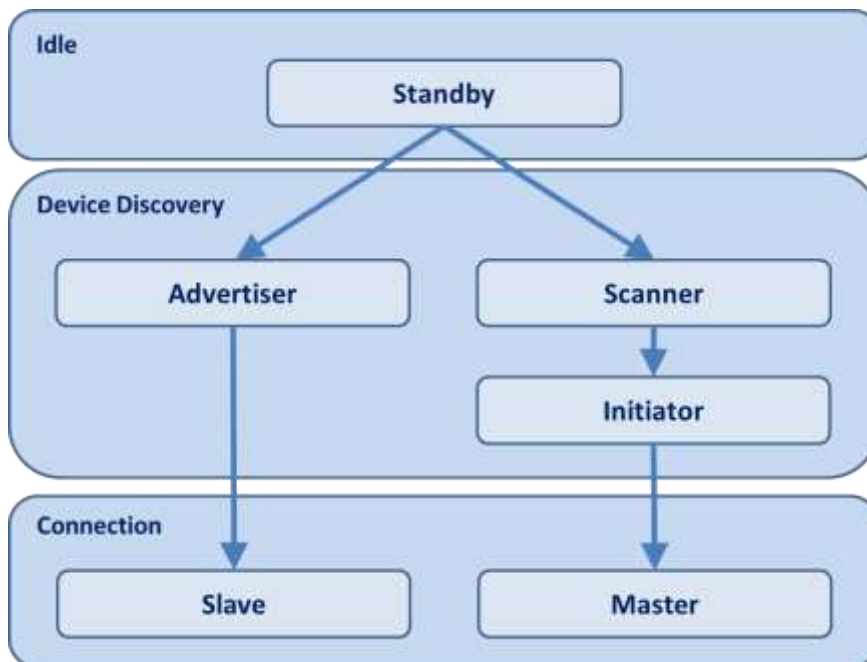 Idle
Standby
Device Discovery
Advertiser
Scanner
Initiator
Connection
Slave
Master